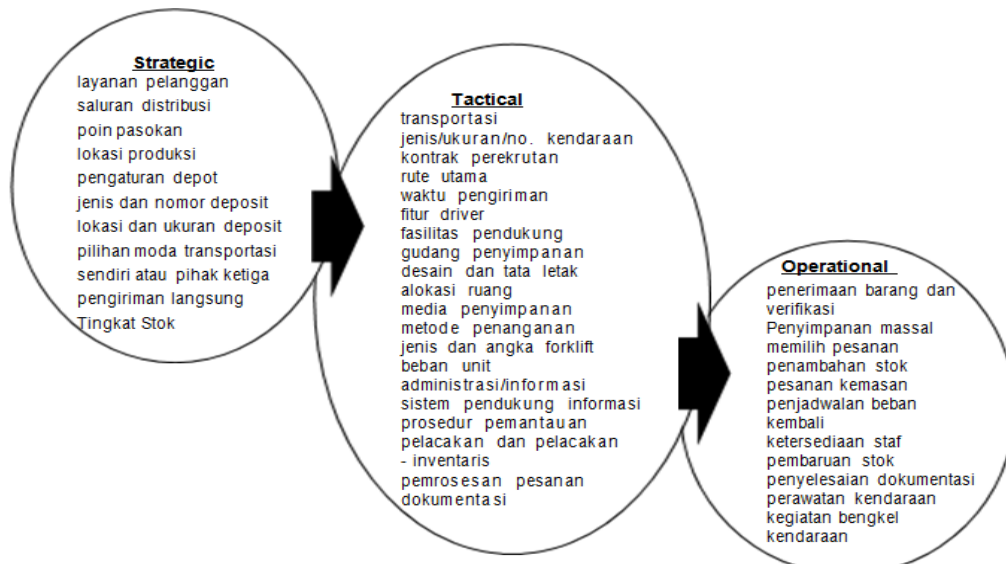 Strategic
layanan pelanggan
saluran distribusi
poin pasokan
lokasi produksi
pengaturan depot
jenis dan nomor deposit
lokasi dan ukuran deposit
pilihan moda transportasi
sendiri atau pihak ketiga
pengiriman langsung
Tingkat Stok
Tactical
transportasi
jenis/ukuran/no. kendaraan
kontrak perekrutan
rute utama
waktu pengiriman
fitur driver
fasilitas pendukung
gudang penyimpanan
desain dan tata letak
alokasi ruang
media penyimpanan
metode penanganan
jenis dan angka forklift
beban unit
administrasi/informasi
sistem pendukung informasi
prosedur pemantauan
pelacakan dan pelacakan
- inventaris
pemrosesan pesanan
dokumentasi
Operational
penerimaan barang dan
verifikasi
Penyimpanan massal
memilih pesanan
penambahan stok
pesanan kemasan
penjadwalan beban
kembali
ketersediaan staf
pembaruan stok
penyelesaian dokumentasi
perawatan kendaraan
kegiatan bengkel
kendaraan